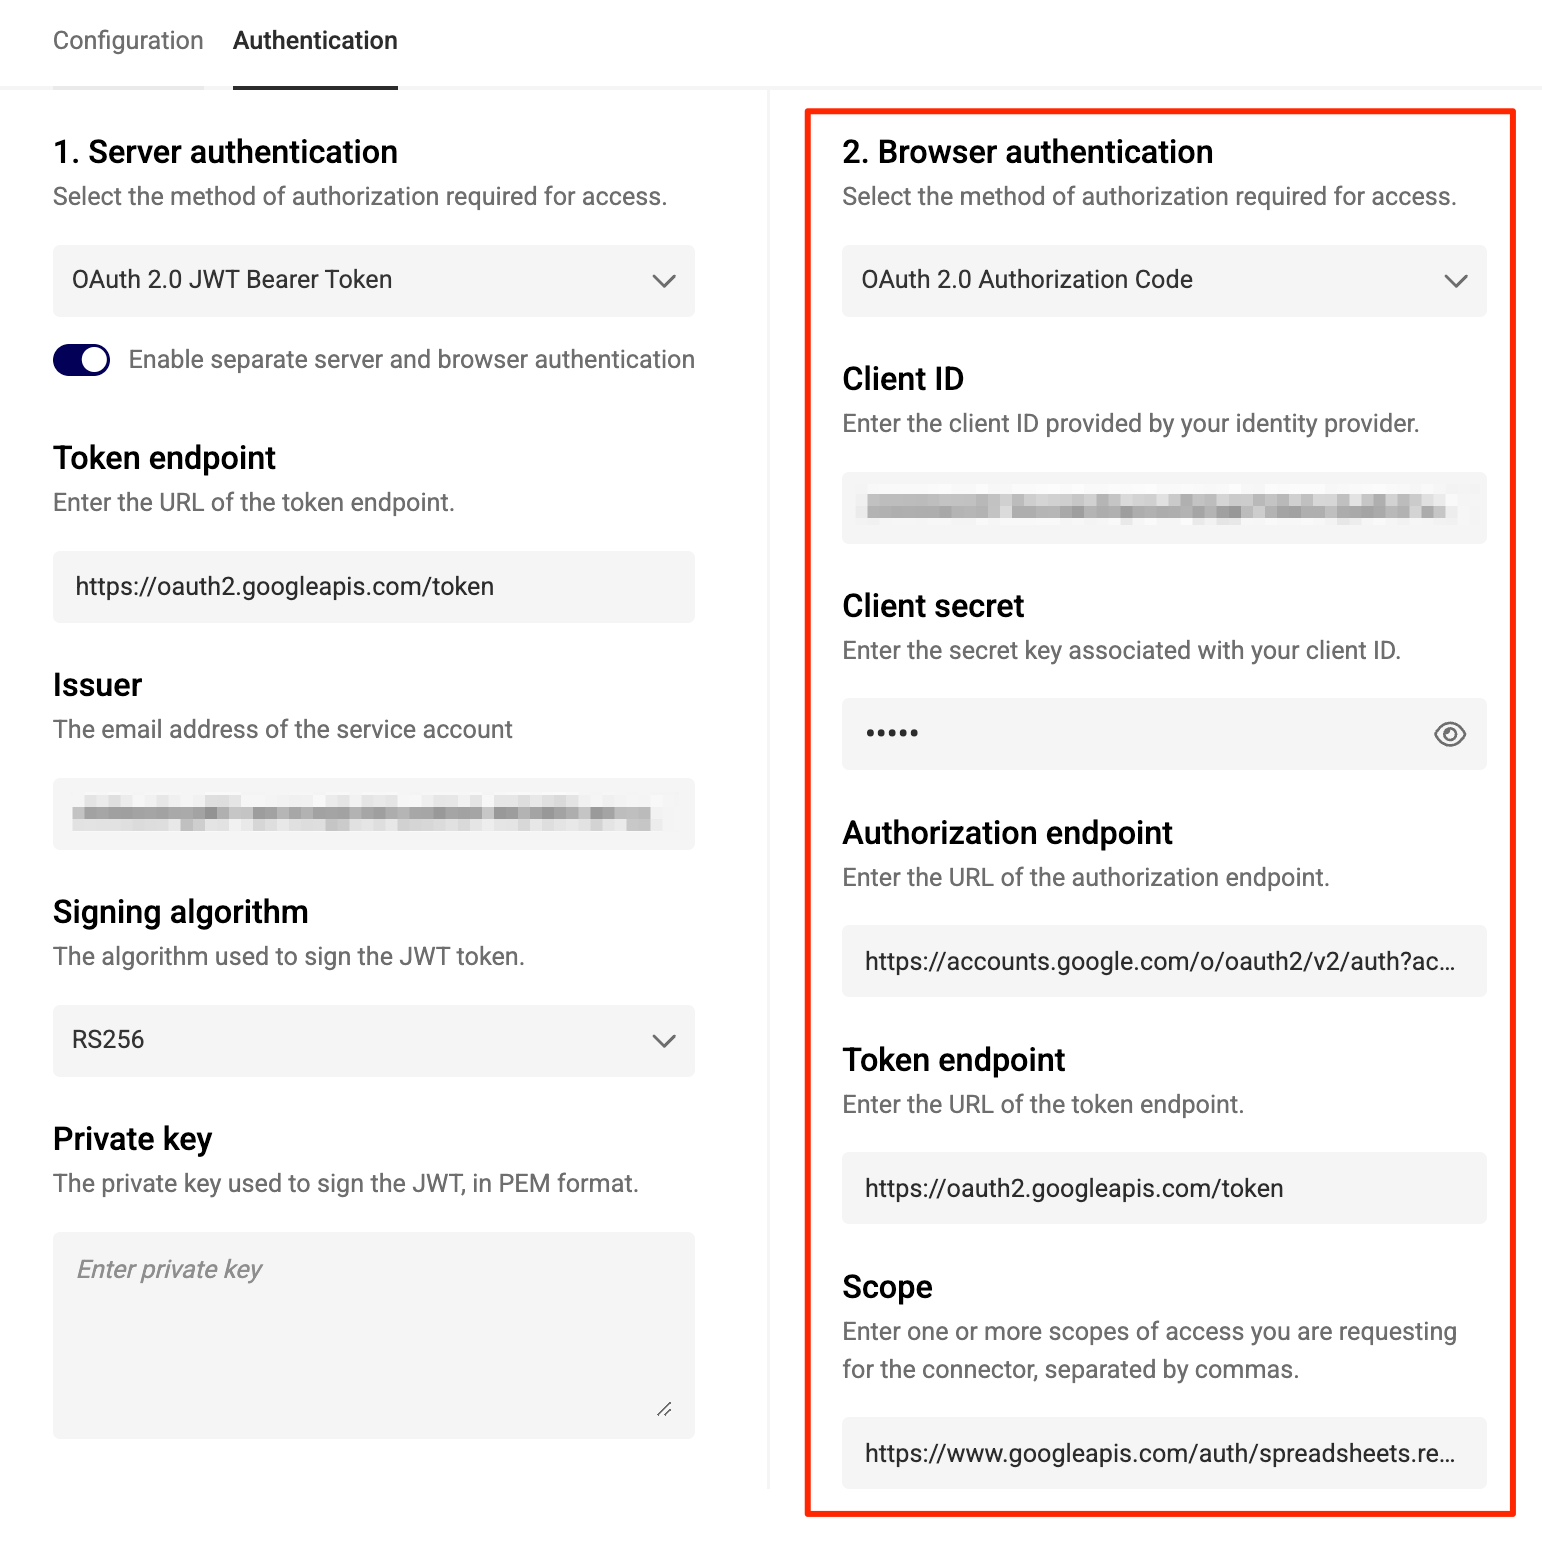 Configuration
Authentication
1. Server authentication
Select the method of authorization required for access.
OAuth 2.0 JWT Bearer Token
Enable separate server and browser authentication
Token endpoint
Enter the URL of the token endpoint.
https://oauth2.googleapis.com/token
Issuer
The email address of the service account
Signing algorithm
The algorithm used to sign the JWT token.
RS256
Private key
The private key used to sign the JWT, in PEM format.
Enter private key
2. Browser authentication
Select the method of authorization required for access.
OAuth 2.0 Authorization Code
Client ID
Enter the client ID provided by your identity provider.
Client secret
Enter the secret key associated with your client ID.
•••••
Authorization endpoint
Enter the URL of the authorization endpoint.
https://accounts.google.com/o/oauth2/v2/auth?ac...
Token endpoint
Enter the URL of the token endpoint.
https://oauth2.googleapis.com/token
Scope
Enter one or more scopes of access you are requesting
for the connector, separated by commas.
https://www.googleapis.com/auth/spreadsheets.re...